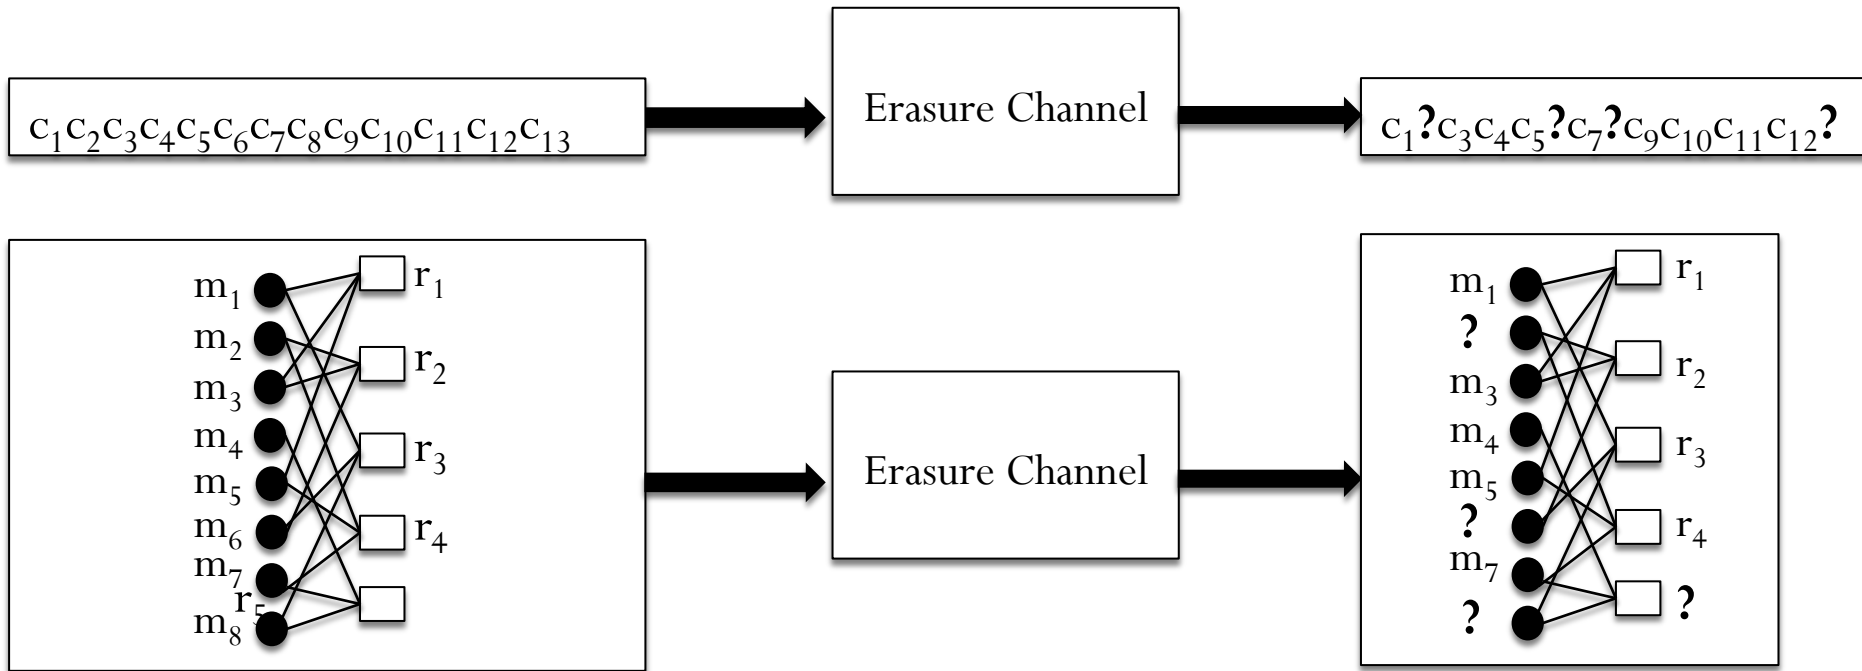 c₁c₂c₃c₄c₅c₆c₇c₈c₉c₁₀c₁₁c₁₂c₁₃
Erasure Channel
c₁?c₃c₄c₅?c₇?c₉c₁₀c₁₁c₁₂?
m₁
m₂
m₃
m₄
m₅
m₆
m₇
r₅
m₈
r₁
r₂
r₃
r₄
Erasure Channel
m₁
?
m₃
m₄
m₅
?
m₇
?
r₁
r₂
r₃
r₄
?